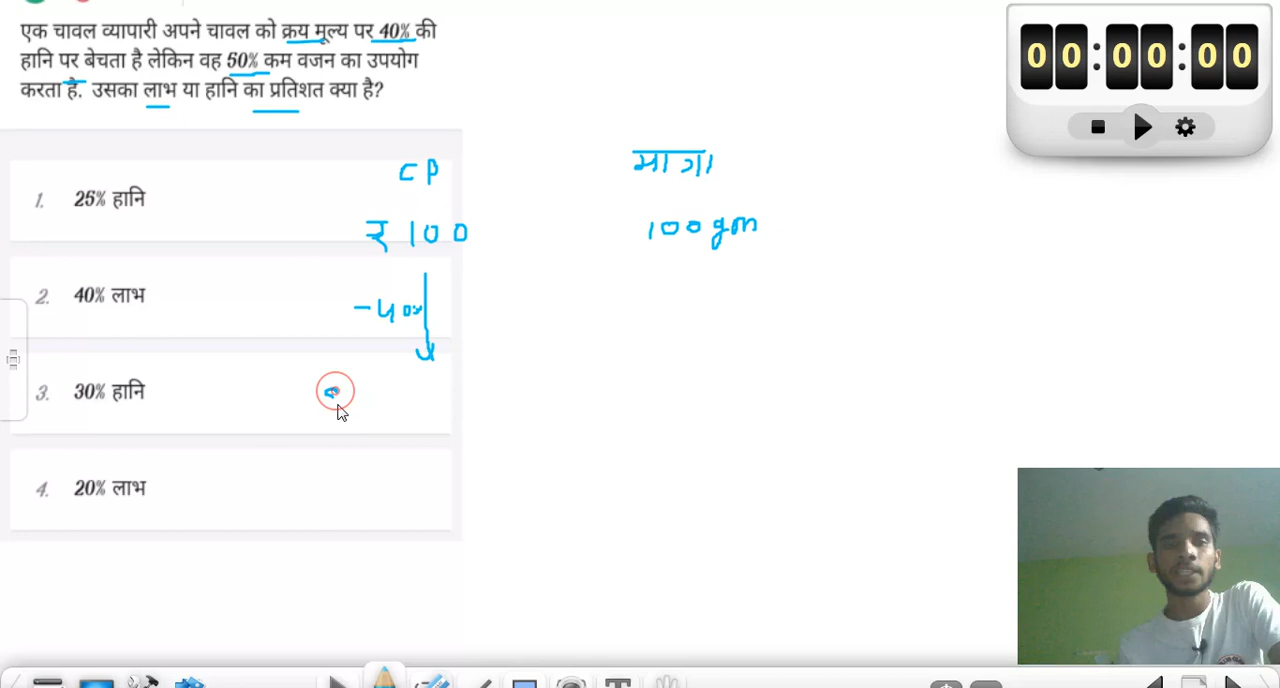 एक चावल व्यापारी अपने चावल को क्रय मूल्य पर 40% की
हानि पर बेचता है लेकिन वह 50% कम वजन का उपयोग
करता है. उसका लाभ या हानि का प्रतिशत क्या है?
00:00:00
CP
मात्रा
1. 25% हानि
₹ 100
100 gm
2. 40% लाभ
-40%
3. 30% हानि
4. 20% लाभ